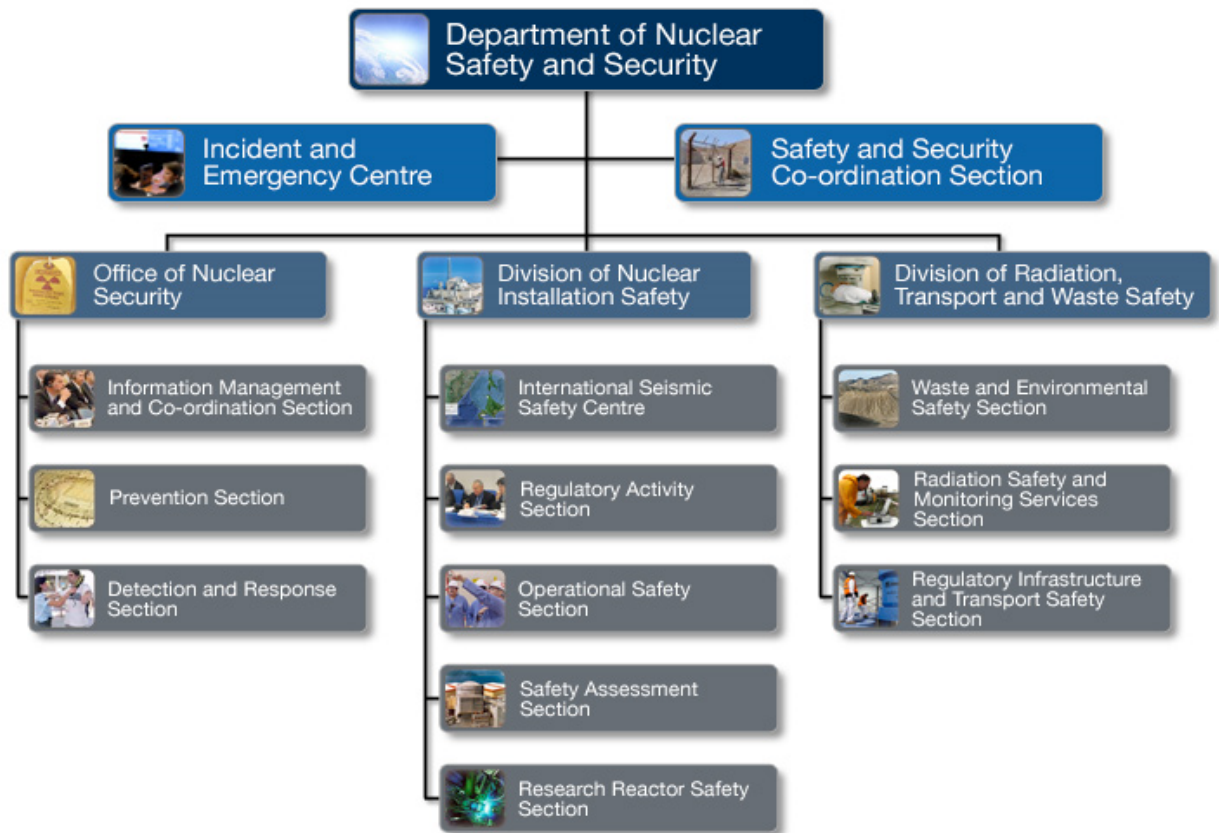 Department of Nuclear
Safety and Security
Incident and
Emergency Centre
Safety and Security
Co-ordination Section
Office of Nuclear
Security
Information Management
and Co-ordination Section
Prevention Section
Detection and Response
Section
Division of Nuclear
Installation Safety
International Seismic
Safety Centre
Regulatory Activity
Section
Operational Safety
Section
Safety Assessment
Section
Research Reactor Safety
Section
Division of Radiation,
Transport and Waste Safety
Waste and Environmental
Safety Section
Radiation Safety and
Monitoring Services
Section
Regulatory Infrastructure
and Transport Safety
Section